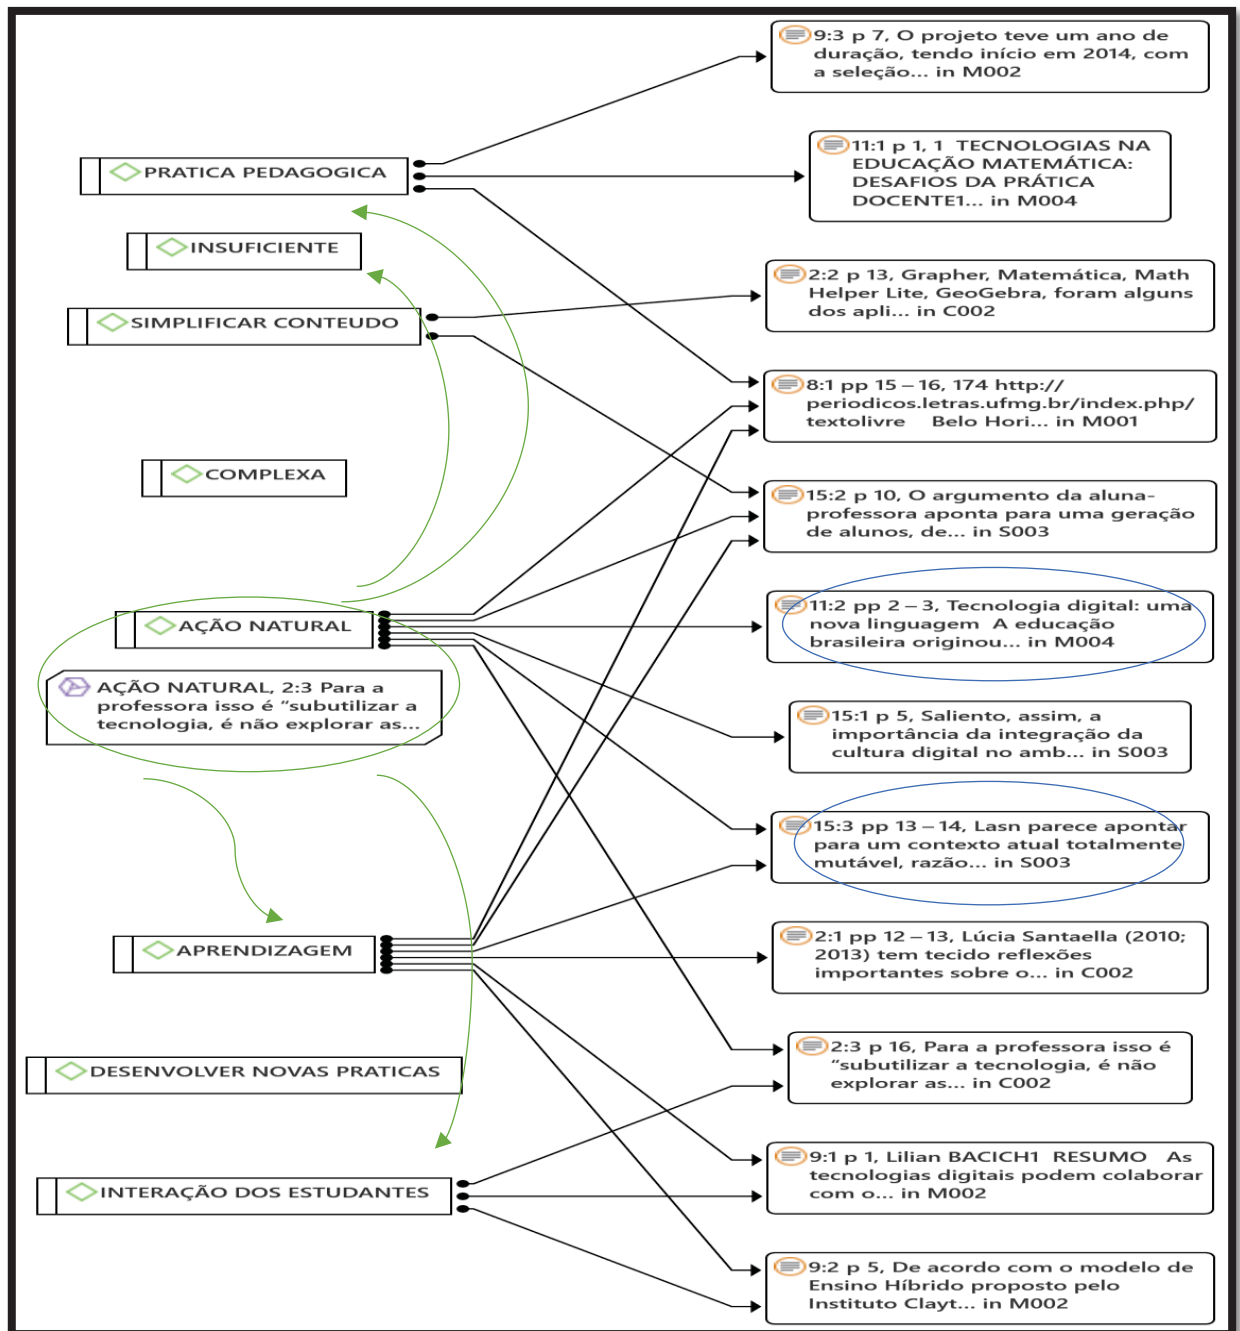 PRATICA PEDAGOGICA
INSUFICIENTE
SIMPLIFICAR CONTEUDO
COMPLEXA
AÇÃO NATURAL
AÇÃO NATURAL, 2:3 Para a
professora isso é “subutilizar a
tecnologia, é não explorar as...
APRENDIZAGEM
DESENVOLVER NOVAS PRATICAS
INTERAÇÃO DOS ESTUDANTES
9:3 p 7, O projeto teve um ano de
duração, tendo início em 2014, com
a seleção... in M002
11:1 p 1, 1 TECNOLOGIAS NA
EDUCAÇÃO MATEMÁTICA:
DESAFIOS DA PRÁTICA
DOCENTE1... in M004
2:2 p 13, Grapher, Matemática, Math
Helper Lite, GeoGebra, foram alguns
dos apli... in C002
8:1 pp 15 – 16, 174 http://
periodicos.letras.ufmg.br/index.php/
textolivre Belo Hori... in M001
15:2 p 10, O argumento da aluna-
professora aponta para uma geração
de alunos, de... in S003
11:2 pp 2 – 3, Tecnologia digital: uma
nova linguagem A educação
brasileira originou... in M004
15:1 p 5, Saliento, assim, a
importância da integração da
cultura digital no amb... in S003
15:3 pp 13 – 14, Lasn parece apontar
para um contexto atual totalmente
mutável, razão... in S003
2:1 pp 12 – 13, Lúcia Santaella (2010;
2013) tem tecido reflexões
importantes sobre o... in C002
2:3 p 16, Para a professora isso é
“subutilizar a tecnologia, é não
explorar as... in C002
9:1 p 1, Lilian BACICH1 RESUMO As
tecnologias digitais podem colaborar
com o... in M002
9:2 p 5, De acordo com o modelo de
Ensino Híbrido proposto pelo
Instituto Clayt... in M002